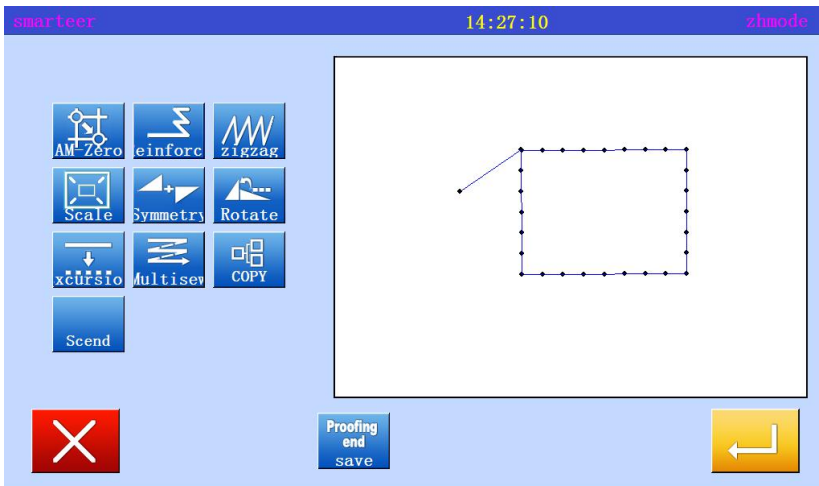 smarteer 14:27:10 zhmode
AM-Zero einforc zigzag
Scale Symmetry Rotate
xcursio Multisew COPY
Scend
Proofing
end
save